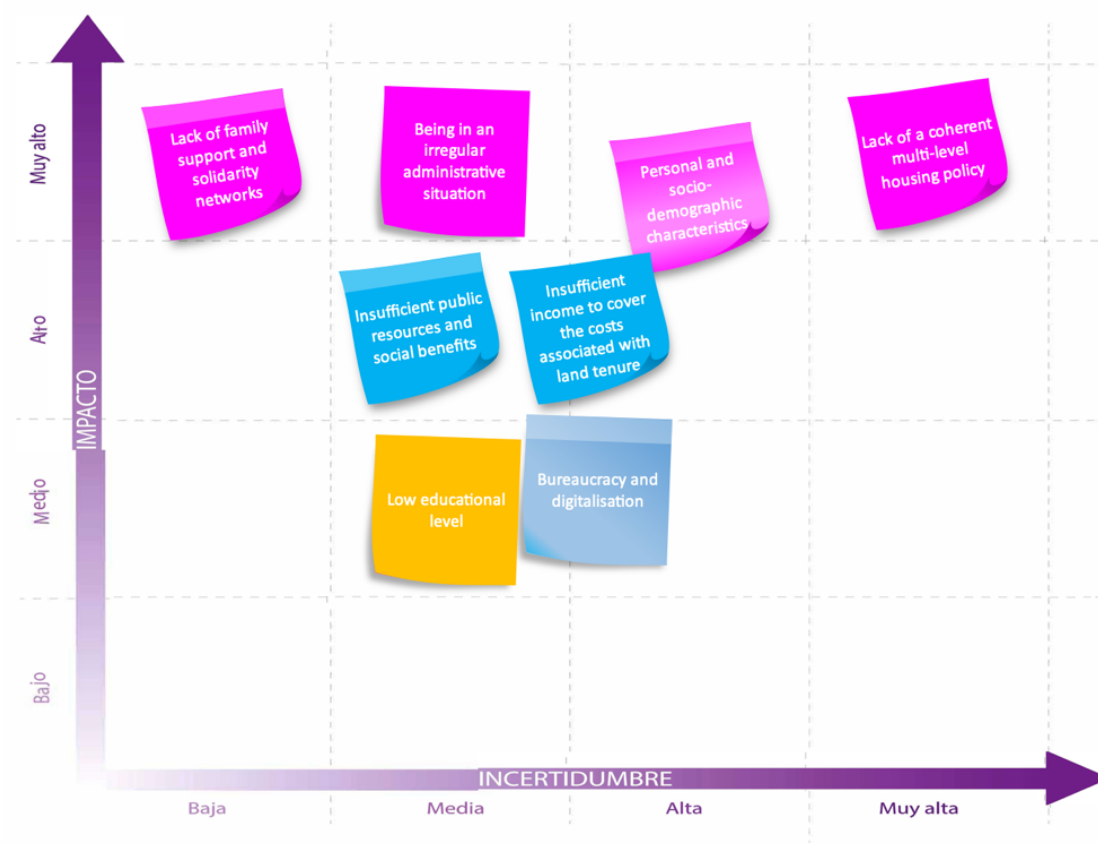 Muy alto
Lack of family
support and
solidarity
networks
Being in an
irregular
administrative
situation
Personal and
socio-
demographic
characteristics
Lack of a coherent
multi-level
housing policy
Alto
Insufficient public
resources and
social benefits
Insufficient
income to cover
the costs
associated with
land tenure
IMPACTO
Medio
Low educational
level
Bureaucracy and
digitalisation
Bajo
INCERTIDUMBRE
Baja
Media
Alta
Muy alta